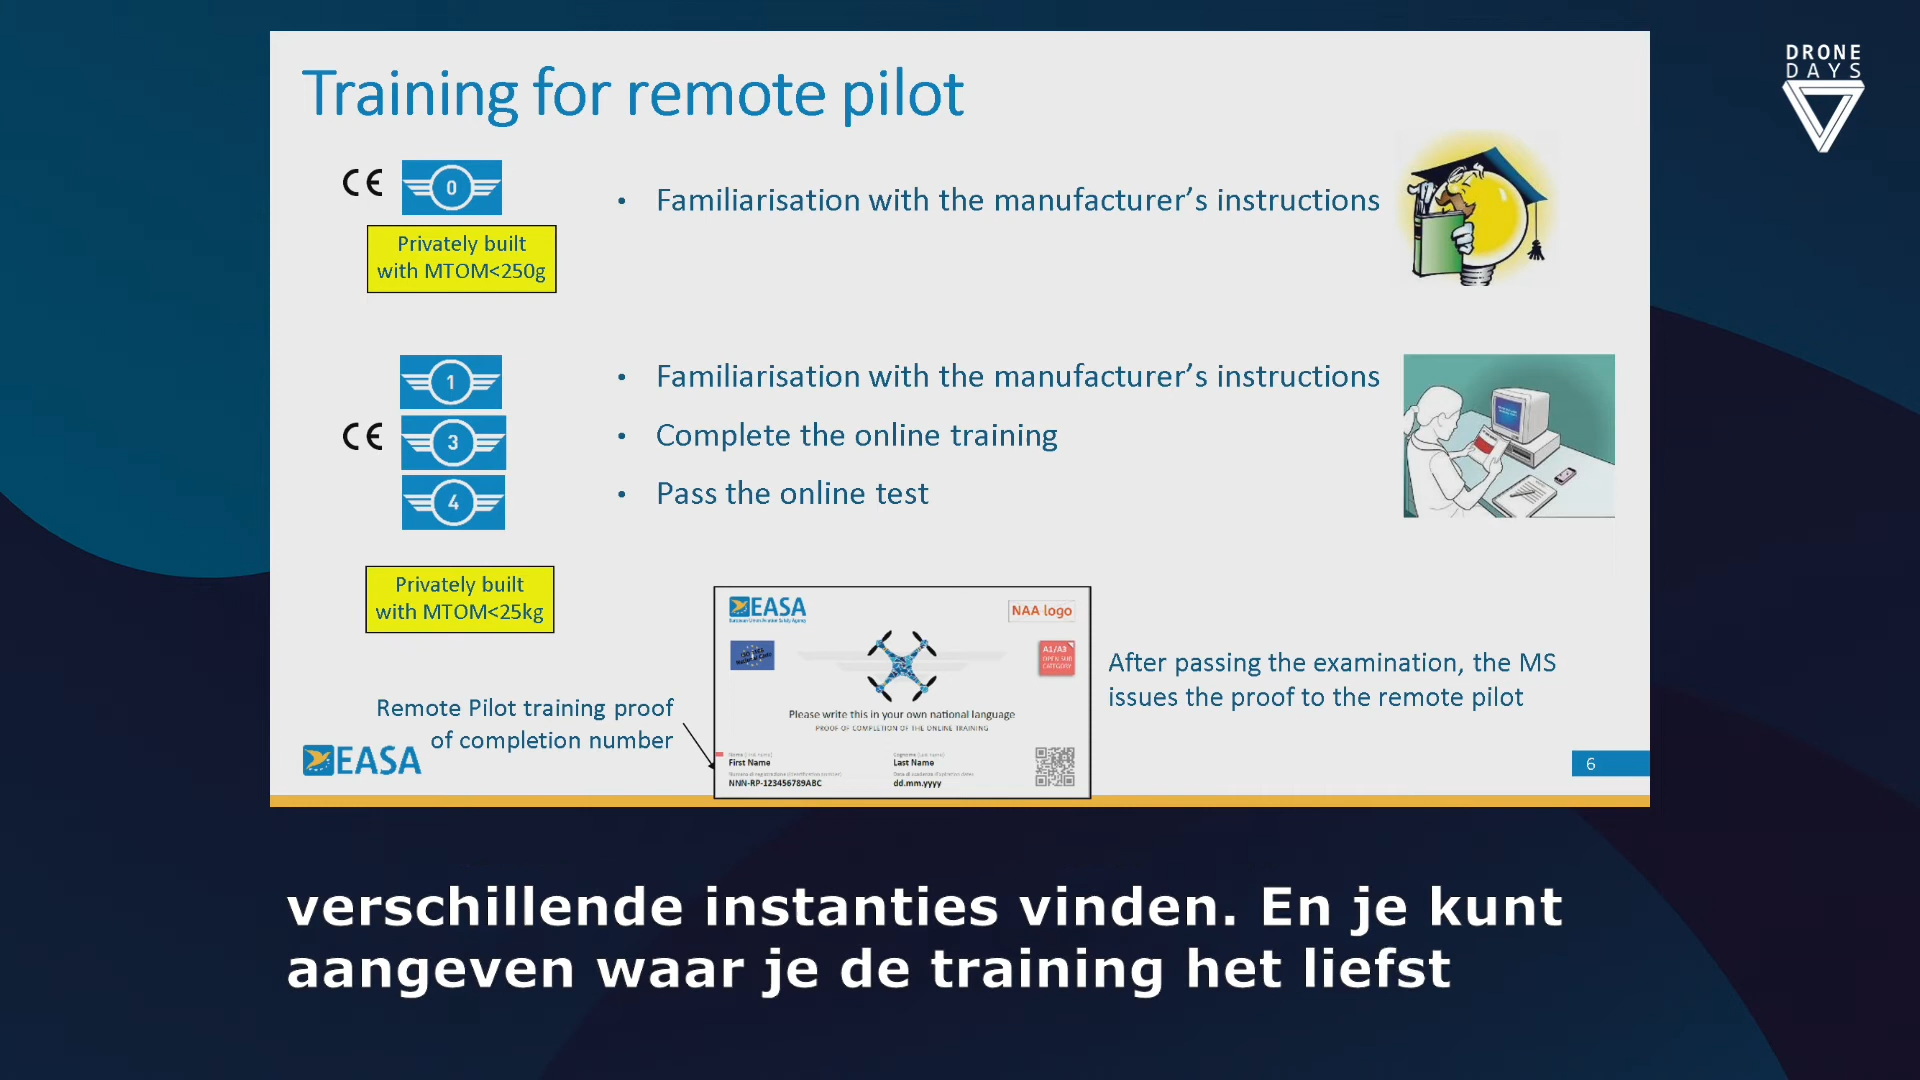 DRONE
DAYS
Training for remote pilot
CE
0
• Familiarisation with the manufacturer's instructions
Privately built
with MTOM<250g
1
• Familiarisation with the manufacturer's instructions
CE
3
• Complete the online training
4
• Pass the online test
Privately built
with MTOM<25kg
EASA
European Union Aviation Safety Agency
NAA logo
A1/A3
OPEN SUB
CATEGORY
Please write this in your own national language
PROOF OF COMPLETION OF THE ONLINE TRAINING
First Name
Last Name
NNN-RP-123456789ABC
dd.mm.yyyy
After passing the examination, the MS
issues the proof to the remote pilot
Remote Pilot training proof
of completion number
EASA
6
verschillende instanties vinden. En je kunt
aangeven waar je de training het liefst